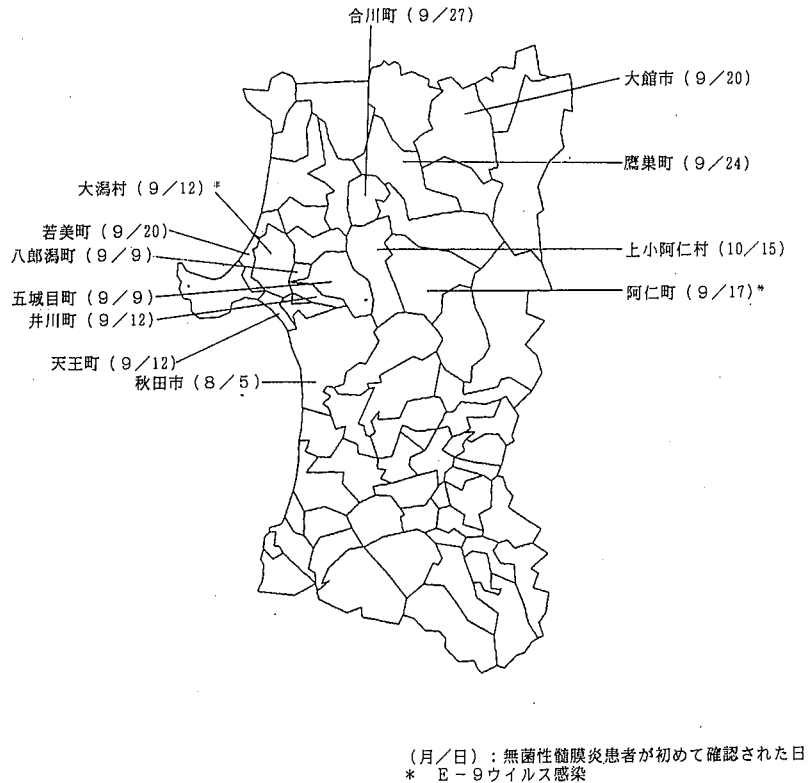 合川町（９／27）
大館市（９／20）
鷹巣町（９／24）
大潟村（９／12）*
若美町（９／20）
八郎潟町（９／９）
上小阿仁村（10／15）
五城目町（９／９）
阿仁町（９／17）*
井川町（９／12）
天王町（９／12）
秋田市（８／５）
（月／日）：無菌性髄膜炎患者が初めて確認された日
*　Ｅ－９ウイルス感染